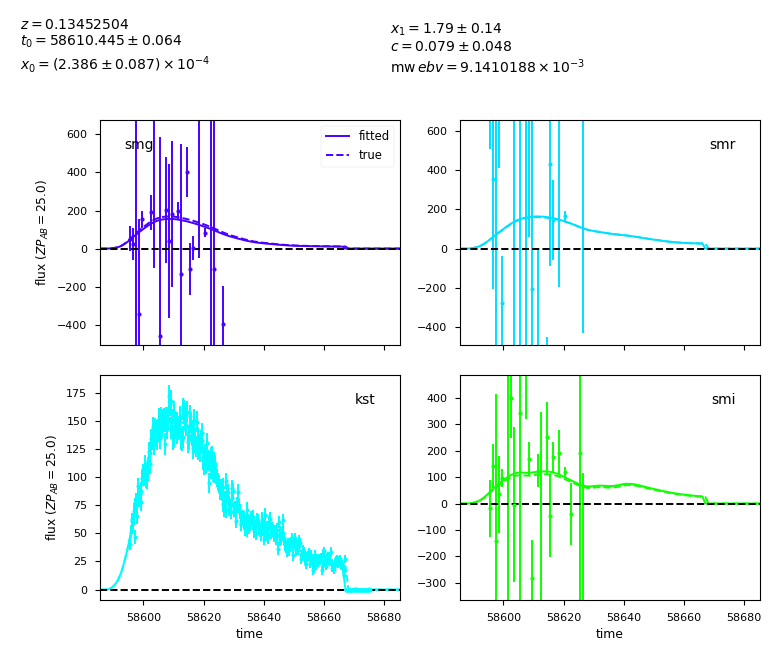 z = 0.13452504
t₀ = 58610.445 ± 0.064
x₀ = (2.386 ± 0.087) × 10⁻⁴
x₁ = 1.79 ± 0.14
c = 0.079 ± 0.048
mw ebv = 9.1410188 × 10⁻³
smg
fitted
true
600
400
200
0
−200
−400
flux (ZP_AB = 25.0)
smr
600
400
200
0
−200
−400
kst
175
150
125
100
75
50
25
0
flux (ZP_AB = 25.0)
58600
58620
58640
58660
58680
time
smi
400
300
200
100
0
−100
−200
−300
58600
58620
58640
58660
58680
time